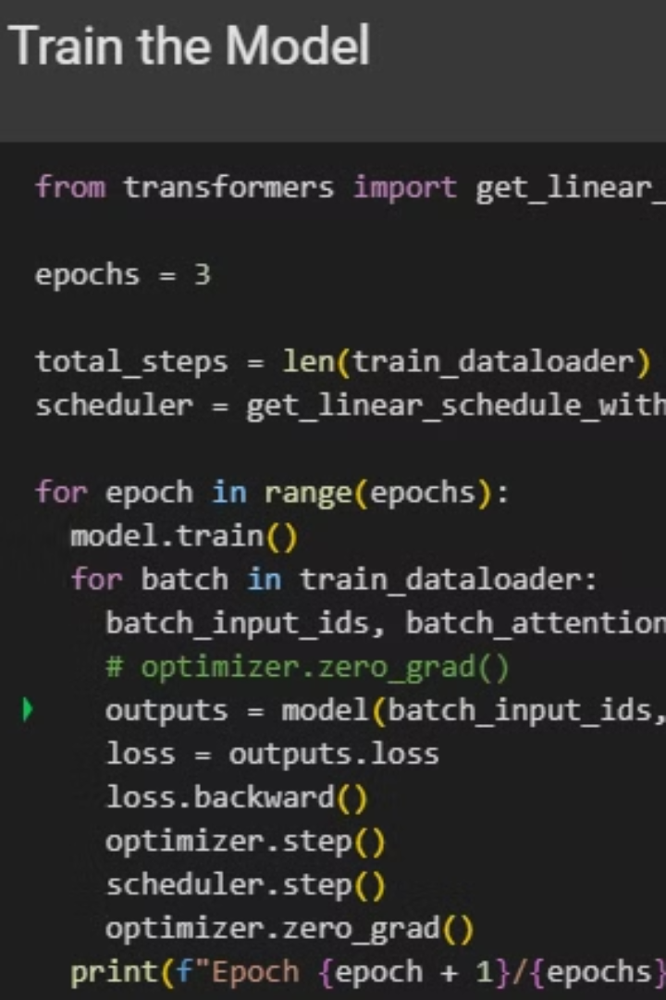 Train the Model
from transformers import get_linear_
epochs = 3
total_steps = len(train_dataloader)
scheduler = get_linear_schedule_with
for epoch in range(epochs):
model.train()
for batch in train_dataloader:
batch_input_ids, batch_attention
# optimizer.zero_grad()
outputs = model(batch_input_ids,
loss = outputs.loss
loss.backward()
optimizer.step()
scheduler.step()
optimizer.zero_grad()
print(f"Epoch {epoch + 1}/{epochs}